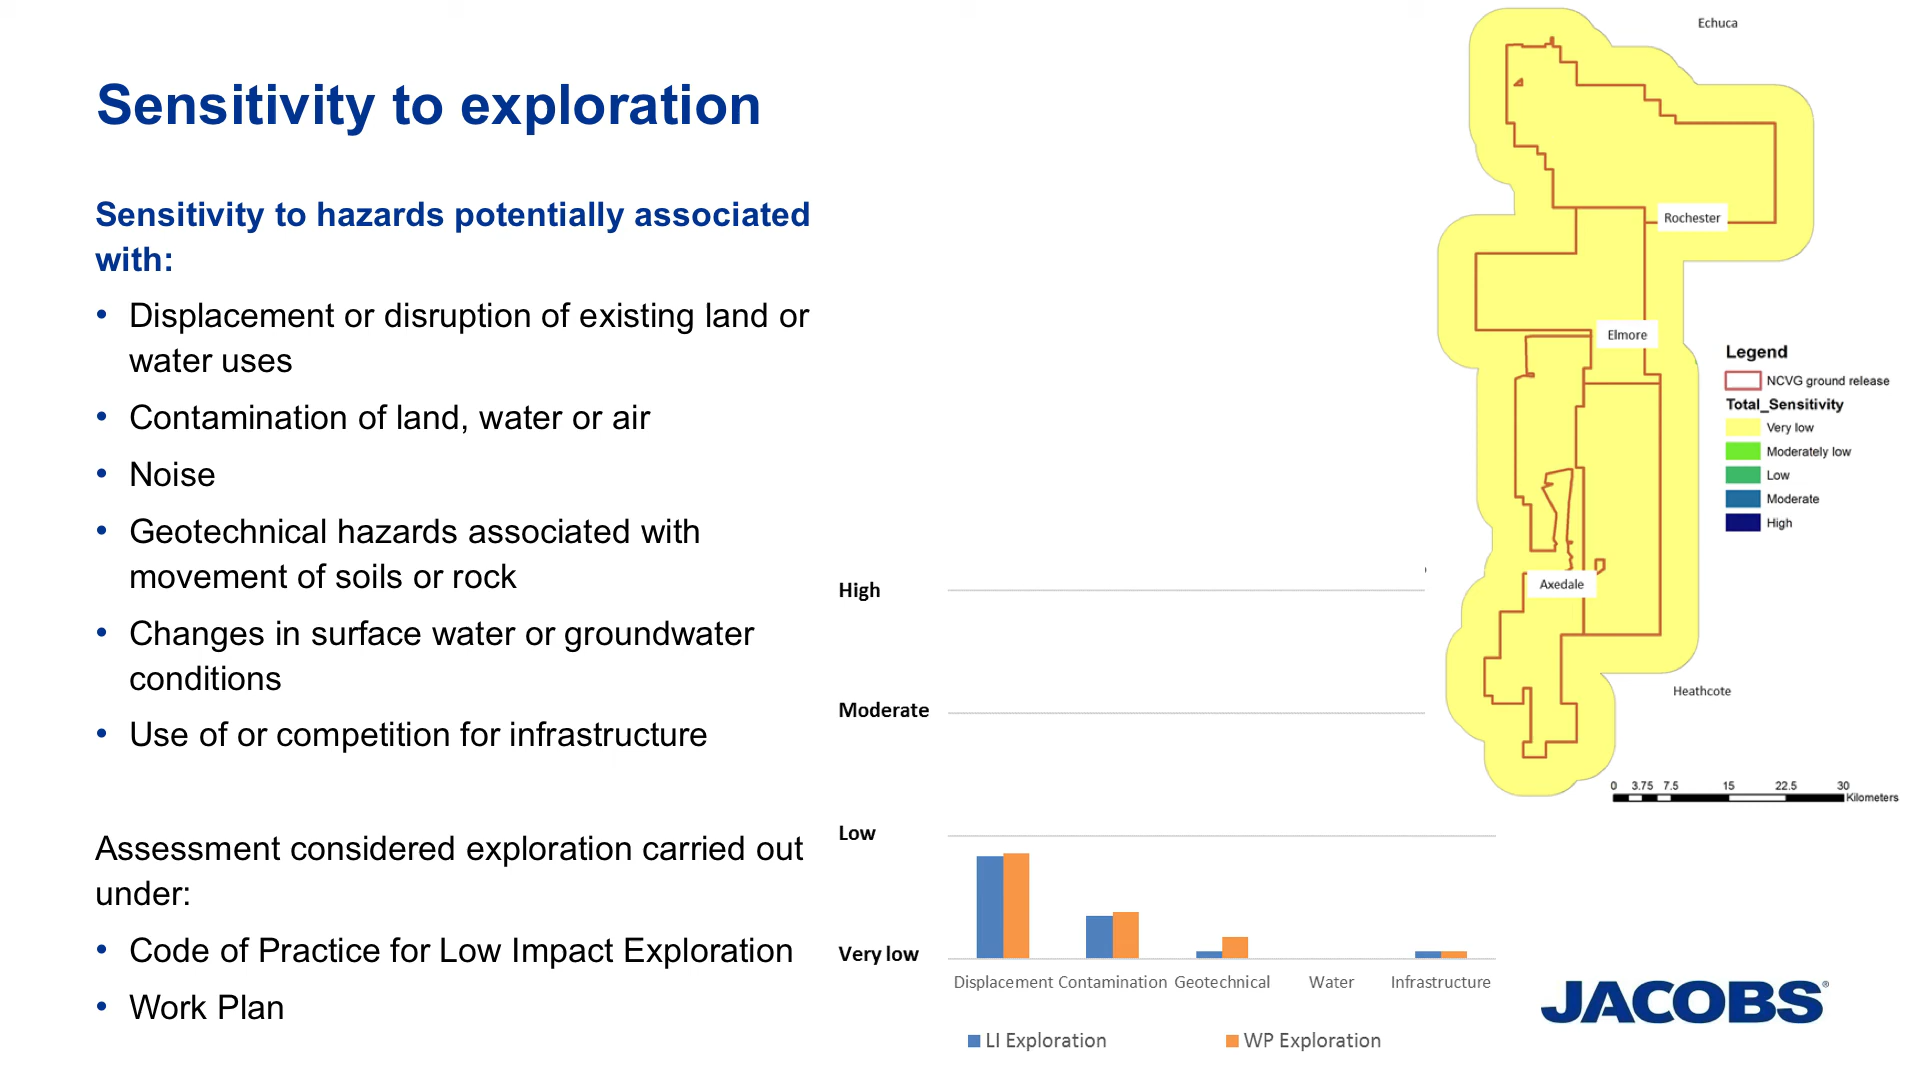 Sensitivity to exploration
Sensitivity to hazards potentially associated
with:
• Displacement or disruption of existing land or
water uses
• Contamination of land, water or air
• Noise
• Geotechnical hazards associated with
movement of soils or rock
• Changes in surface water or groundwater
conditions
• Use of or competition for infrastructure
Assessment considered exploration carried out
under:
• Code of Practice for Low Impact Exploration
• Work Plan
High
Moderate
Low
Very low
Displacement Contamination Geotechnical Water Infrastructure
LI Exploration WP Exploration
Echuca
Rochester
Elmore
Axedale
Heathcote
Legend
NCVG ground release
Total_Sensitivity
Very low
Moderately low
Low
Moderate
High
0 3.75 7.5 15 22.5 30
Kilometers
JACOBS®